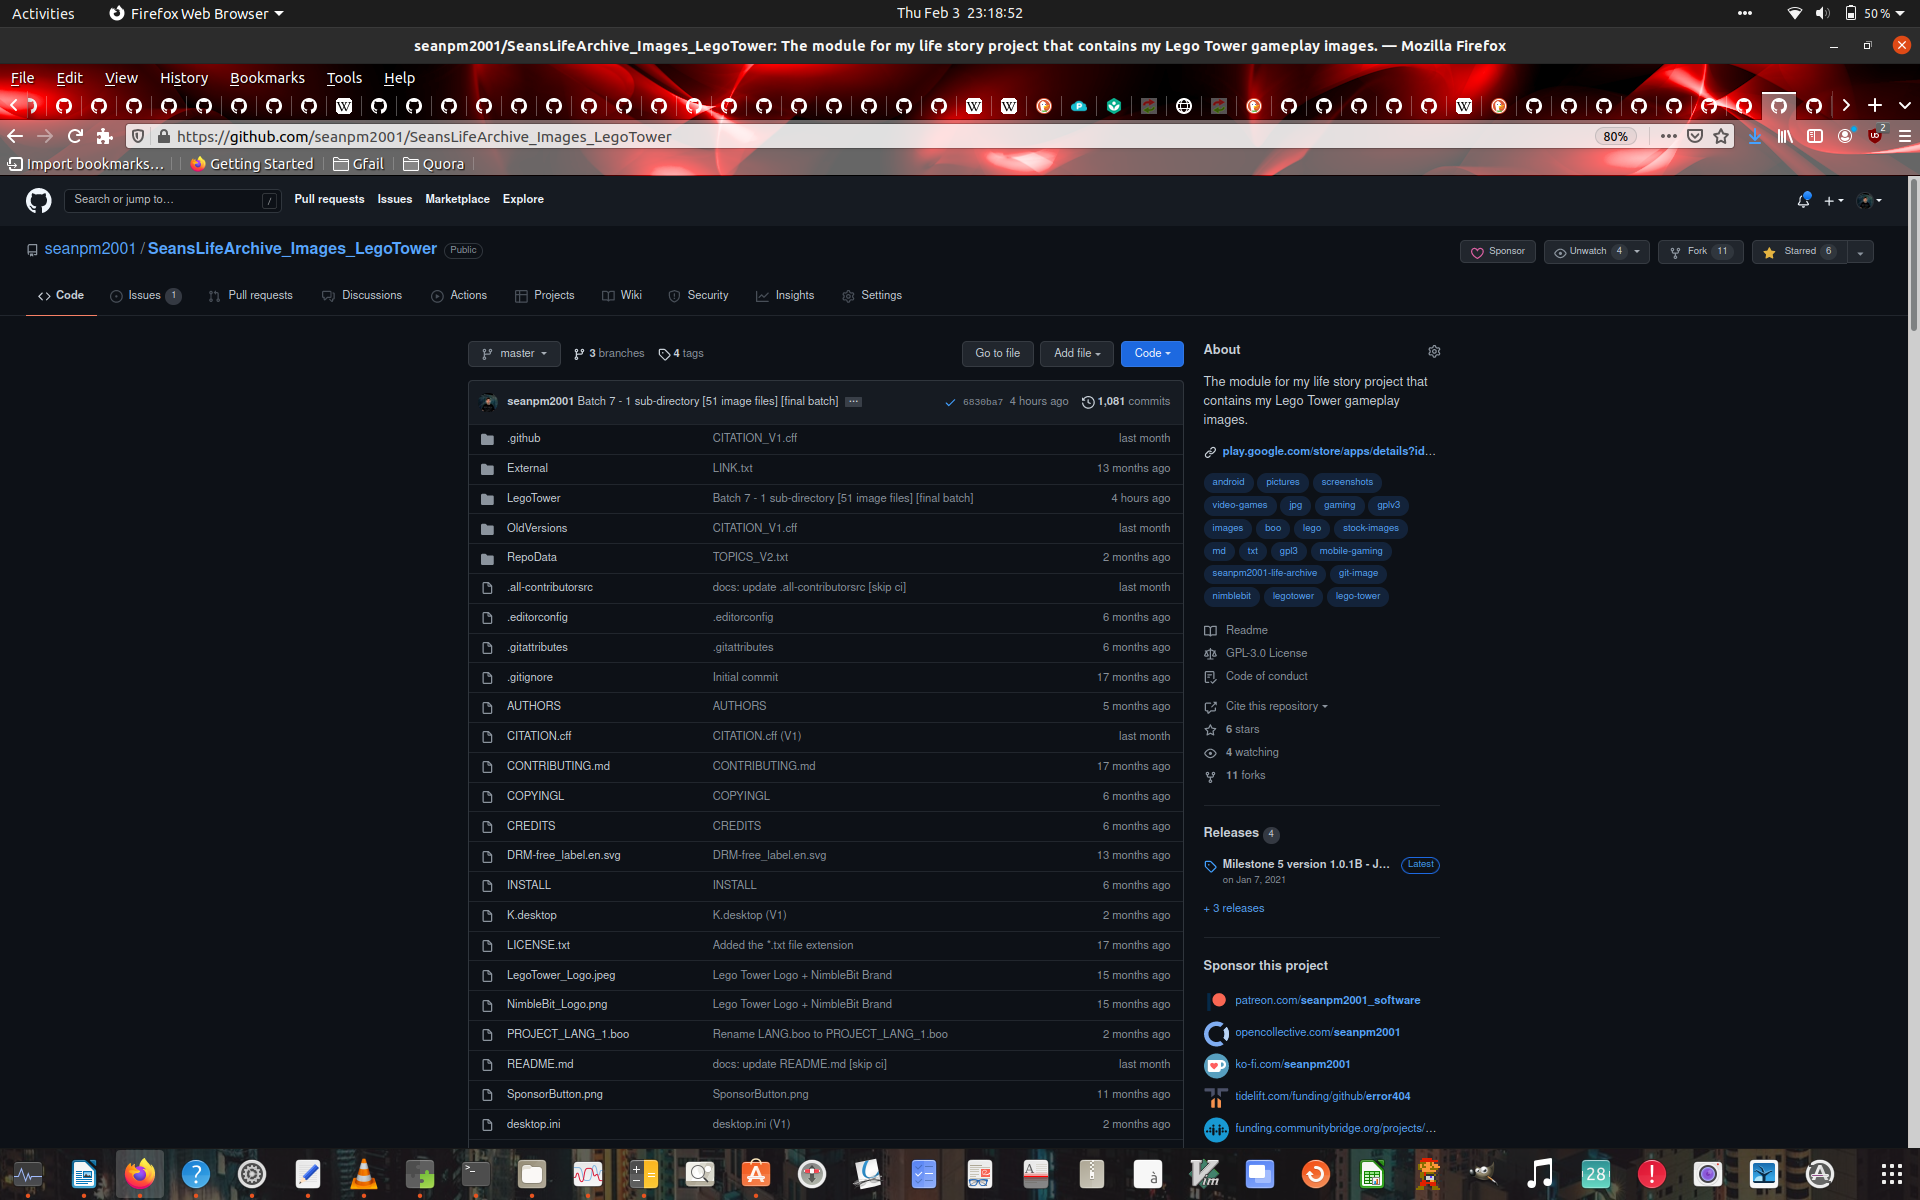 Activities
Firefox Web Browser
Thu Feb 3 23:18:52
50 %
seanpm2001/SeansLifeArchive_Images_LegoTower: The module for my life story project that contains my Lego Tower gameplay images. — Mozilla Firefox
File Edit View History Bookmarks Tools Help
https://github.com/seanpm2001/SeansLifeArchive_Images_LegoTower
80%
2
Import bookmarks... Getting Started Gfail Quora
Search or jump to... /
Pull requests Issues Marketplace Explore
seanpm2001 / SeansLifeArchive_Images_LegoTower Public
Sponsor Unwatch 4 Fork 11 Starred 6
Code Issues 1 Pull requests Discussions Actions Projects Wiki Security Insights Settings
master 3 branches 4 tags
Go to file Add file Code
seanpm2001 Batch 7 - 1 sub-directory [51 image files] [final batch] ... 6830ba7 4 hours ago 1,081 commits
.github CITATION_V1.cff last month
External LINK.txt 13 months ago
LegoTower Batch 7 - 1 sub-directory [51 image files] [final batch] 4 hours ago
OldVersions CITATION_V1.cff last month
RepoData TOPICS_V2.txt 2 months ago
.all-contributorsrc docs: update .all-contributorsrc [skip ci] last month
.editorconfig .editorconfig 6 months ago
.gitattributes .gitattributes 6 months ago
.gitignore Initial commit 17 months ago
AUTHORS AUTHORS 5 months ago
CITATION.cff CITATION.cff (V1) last month
CONTRIBUTING.md CONTRIBUTING.md 17 months ago
COPYINGL COPYINGL 6 months ago
CREDITS CREDITS 6 months ago
DRM-free_label.en.svg DRM-free_label.en.svg 13 months ago
INSTALL INSTALL 6 months ago
K.desktop K.desktop (V1) 2 months ago
LICENSE.txt Added the *.txt file extension 17 months ago
LegoTower_Logo.jpeg Lego Tower Logo + NimbleBit Brand 15 months ago
NimbleBit_Logo.png Lego Tower Logo + NimbleBit Brand 15 months ago
PROJECT_LANG_1.boo Rename LANG.boo to PROJECT_LANG_1.boo 2 months ago
README.md docs: update README.md [skip ci] last month
SponsorButton.png SponsorButton.png 11 months ago
desktop.ini desktop.ini (V1) 2 months ago
About
The module for my life story project that
contains my Lego Tower gameplay
images.
play.google.com/store/apps/details?id...
android pictures screenshots
video-games jpg gaming gplv3
images boo lego stock-images
md txt gpl3 mobile-gaming
seanpm2001-life-archive git-image
nimblebit legotower lego-tower
Readme
GPL-3.0 License
Code of conduct
Cite this repository
6 stars
4 watching
11 forks
Releases 4
Milestone 5 version 1.0.1B - J... Latest
on Jan 7, 2021
+ 3 releases
Sponsor this project
patreon.com/seanpm2001_software
opencollective.com/seanpm2001
ko-fi.com/seanpm2001
tidelift.com/funding/github/error404
funding.communitybridge.org/projects/...
28